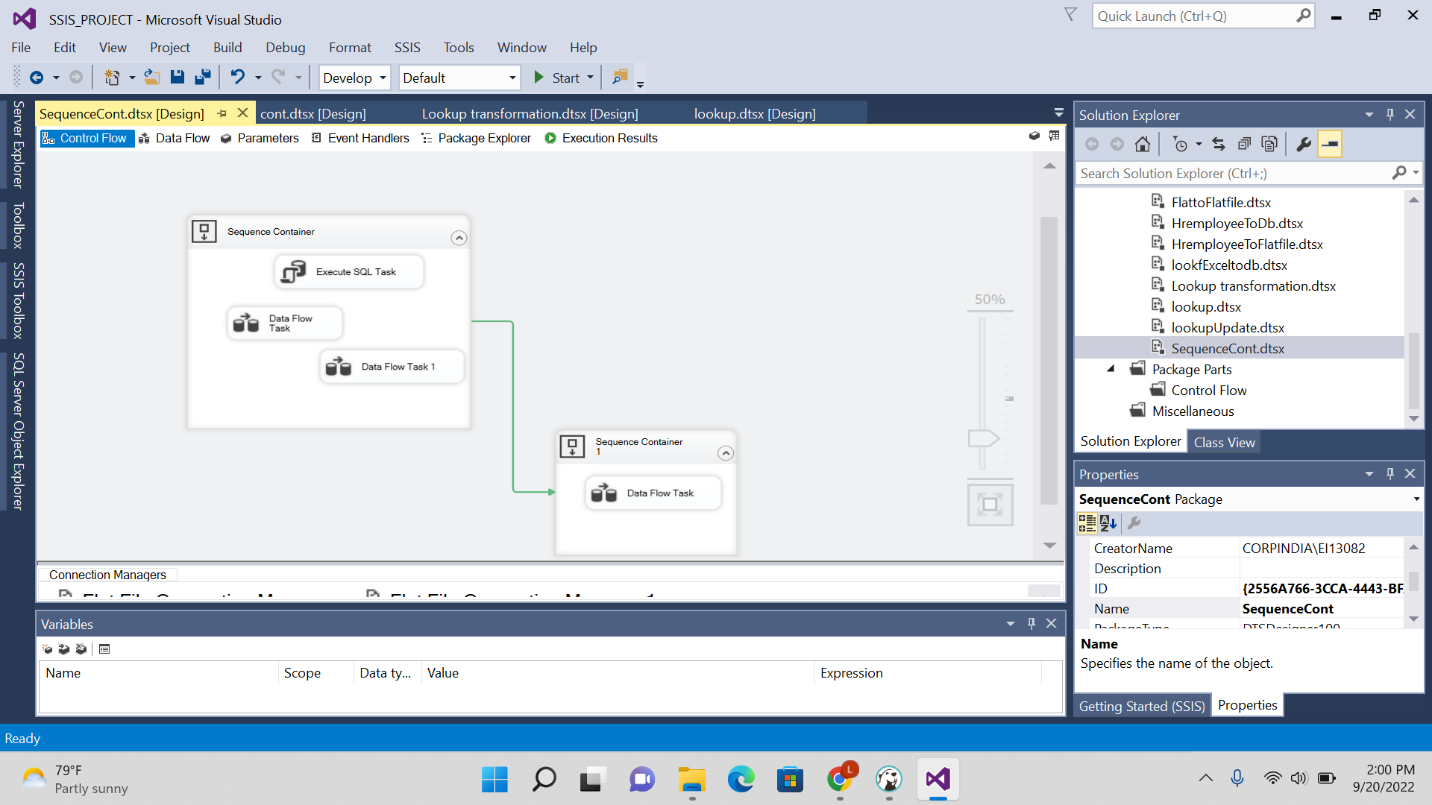 SSIS_PROJECT - Microsoft Visual Studio
Quick Launch (Ctrl+Q)
File Edit View Project Build Debug Format SSIS Tools Window Help
Develop Default Start
Server Explorer
Toolbox
SSIS Toolbox
SQL Server Object Explorer
SequenceCont.dtsx [Design] cont.dtsx [Design] Lookup transformation.dtsx [Design] lookup.dtsx [Design]
Control Flow Data Flow Parameters Event Handlers Package Explorer Execution Results
Sequence Container
Execute SQL Task
Data Flow
Task
Data Flow Task 1
50%
Sequence Container
1
Data Flow Task
Connection Managers
Variables
Name Scope Data ty... Value Expression
Solution Explorer
Search Solution Explorer (Ctrl+;)
FlattoFlatfile.dtsx
HremployeeToDb.dtsx
HremployeeToFlatfile.dtsx
lookfExceltodb.dtsx
Lookup transformation.dtsx
lookup.dtsx
lookupUpdate.dtsx
SequenceCont.dtsx
Package Parts
Control Flow
Miscellaneous
Solution Explorer Class View
Properties
SequenceCont Package
CreatorName CORPINDIA\EI13082
Description
ID {2556A766-3CCA-4443-BF
Name SequenceCont
Name
Specifies the name of the object.
Getting Started (SSIS) Properties
Ready
79°F
Partly sunny
L
2:00 PM
9/20/2022